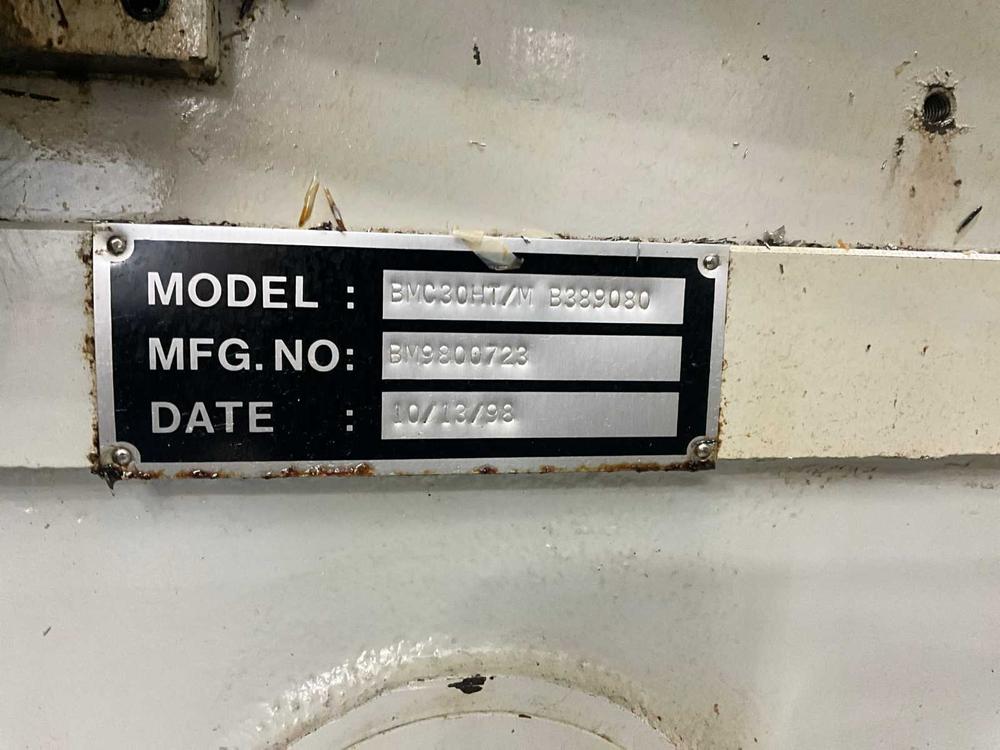 MODEL : BMC30HT/M B389080
MFG. NO: BM9800723
DATE : 10/13/98